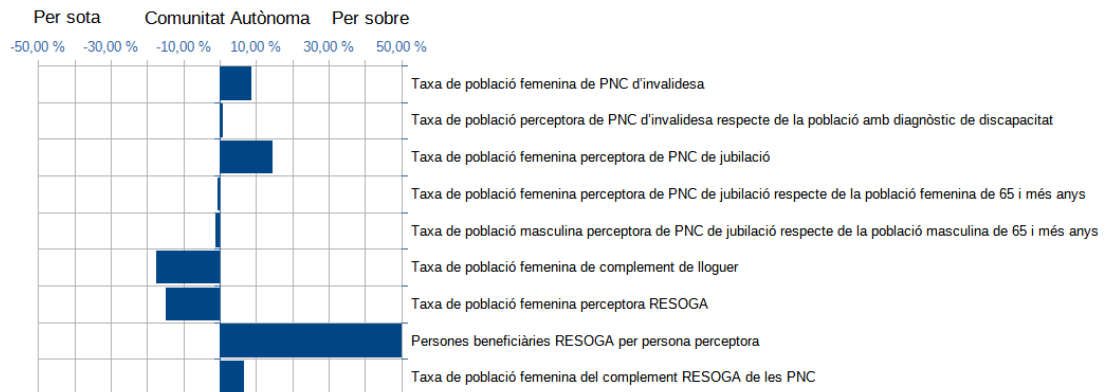 Per sota Comunitat Autònoma Per sobre
-50,00 % -30,00 % -10,00 % 10,00 % 30,00 % 50,00 %
Taxa de població femenina de PNC d'invalidesa
Taxa de població perceptora de PNC d'invalidesa respecte de la població amb diagnòstic de discapacitat
Taxa de població femenina perceptora de PNC de jubilació
Taxa de població femenina perceptora de PNC de jubilació respecte de la població femenina de 65 i més anys
Taxa de població masculina perceptora de PNC de jubilació respecte de la població masculina de 65 i més anys
Taxa de població femenina de complement de lloguer
Taxa de població femenina perceptora RESOGA
Persones beneficiàries RESOGA per persona perceptora
Taxa de població femenina del complement RESOGA de les PNC